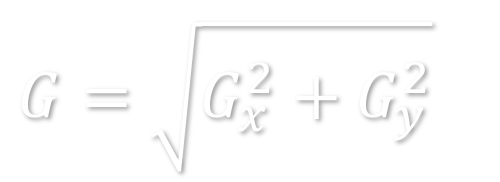 G = √(G_x^2 + G_y^2)